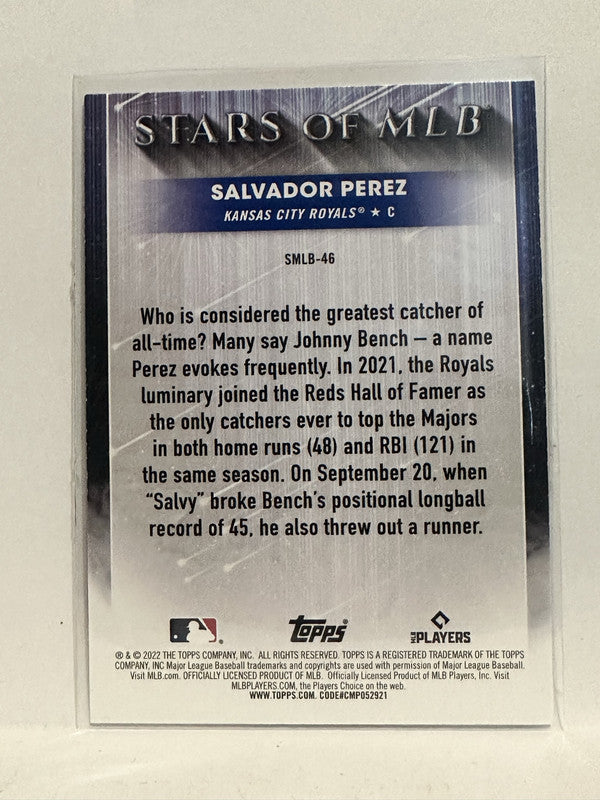 STARS OF MLB
SALVADOR PEREZ
KANSAS CITY ROYALS® ★ C
SMLB-46
Who is considered the greatest catcher of
all-time? Many say Johnny Bench — a name
Perez evokes frequently. In 2021, the Royals
luminary joined the Reds Hall of Famer as
the only catchers ever to top the Majors
in both home runs (48) and RBI (121) in
the same season. On September 20, when
“Salvy” broke Bench’s positional longball
record of 45, he also threw out a runner.
Topps®
MLB PLAYERS
® & © 2022 THE TOPPS COMPANY, INC. ALL RIGHTS RESERVED. TOPPS IS A REGISTERED TRADEMARK OF THE TOPPS
COMPANY, INC Major League Baseball trademarks and copyrights are used with permission of Major League Baseball.
Visit MLB.com. OFFICIALLY LICENSED PRODUCT OF MLB. Officially Licensed Product of MLB Players, Inc. Visit
MLBPLAYERS.COM, the Players Choice on the web.
WWW.TOPPS.COM. CODE#CMP052921